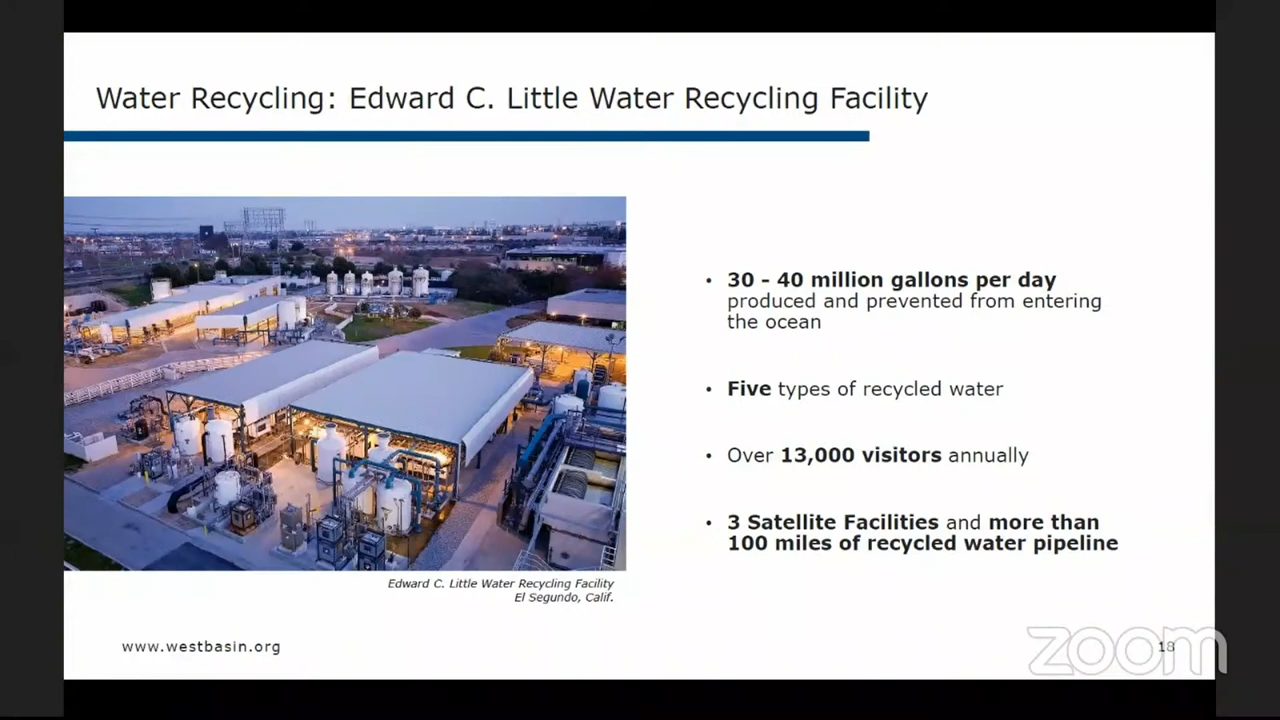 Water Recycling: Edward C. Little Water Recycling Facility
• 30 - 40 million gallons per day
produced and prevented from entering
the ocean
• Five types of recycled water
• Over 13,000 visitors annually
• 3 Satellite Facilities and more than
100 miles of recycled water pipeline
Edward C. Little Water Recycling Facility
El Segundo, Calif.
www.westbasin.org
18
zoom